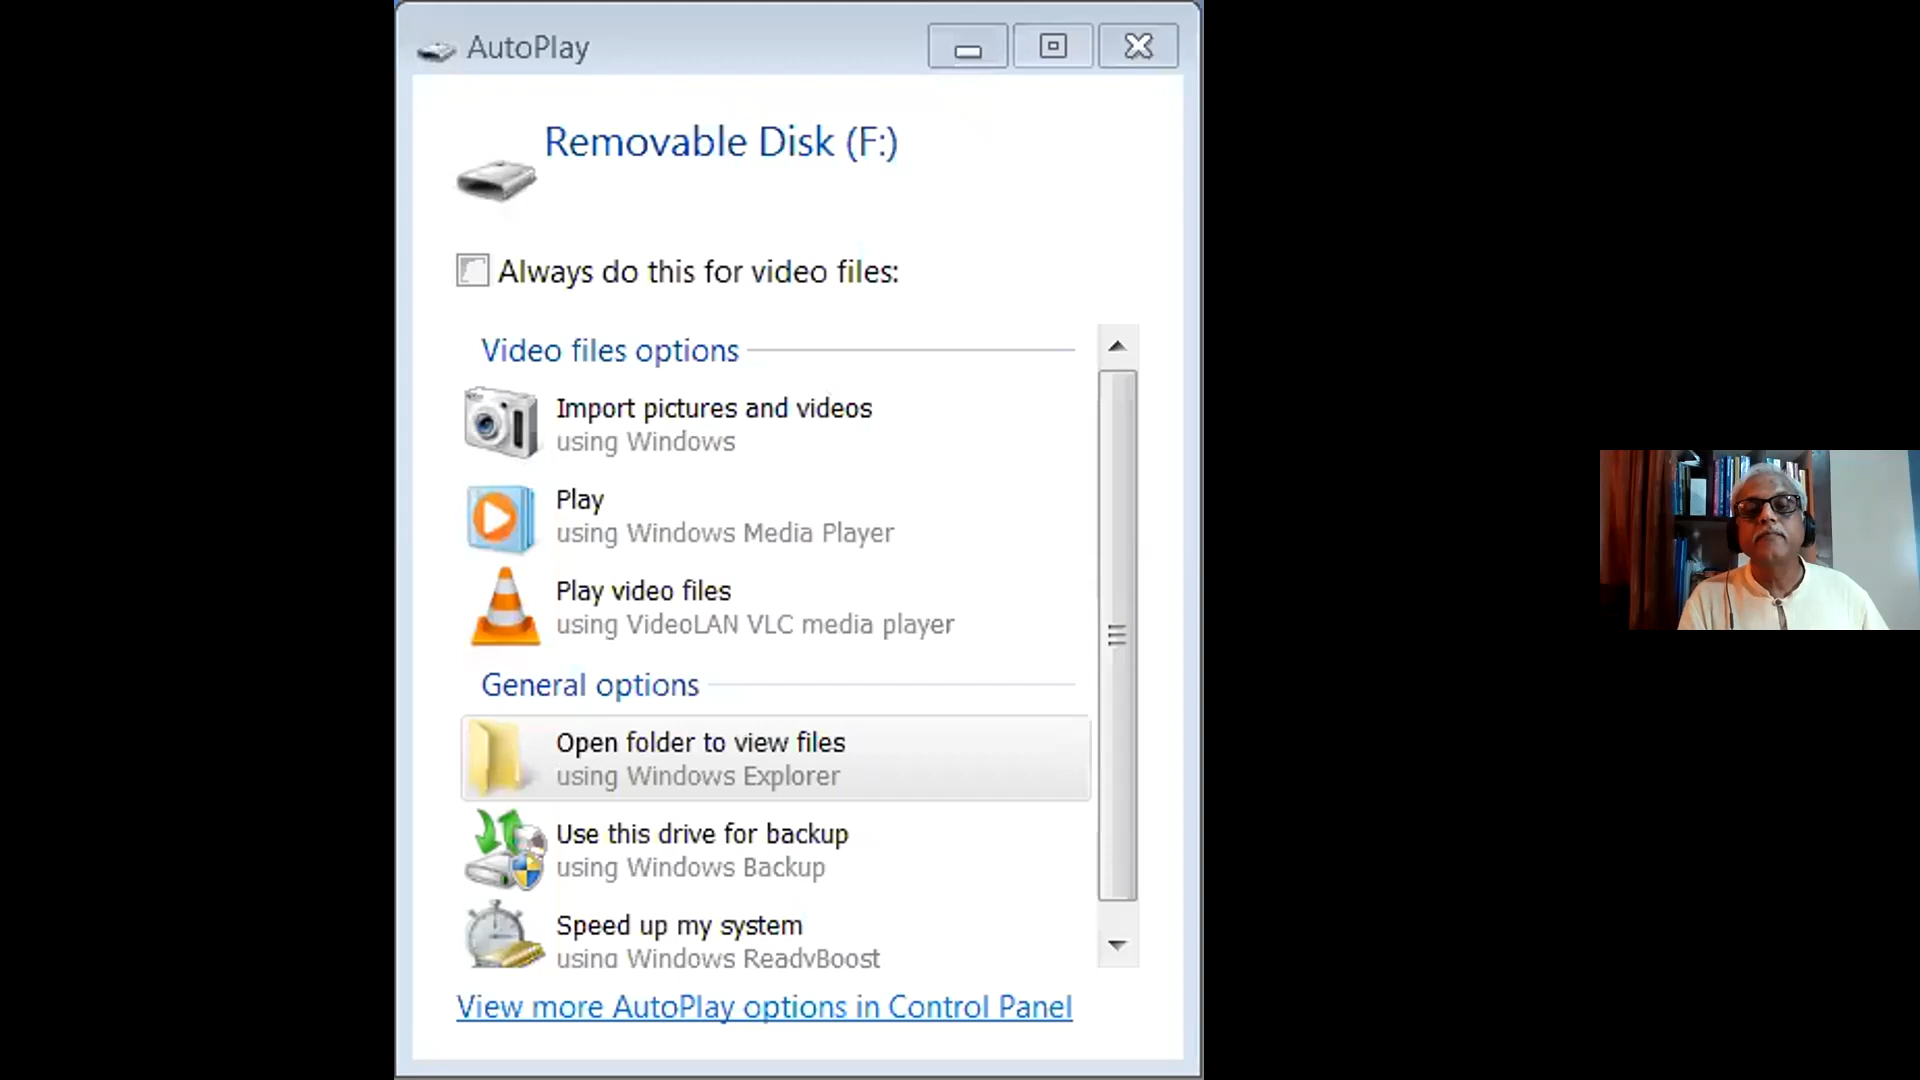 AutoPlay
Removable Disk (F:)
Always do this for video files:
Video files options
Import pictures and videos
using Windows
Play
using Windows Media Player
Play video files
using VideoLAN VLC media player
General options
Open folder to view files
using Windows Explorer
Use this drive for backup
using Windows Backup
Speed up my system
using Windows ReadyBoost
View more AutoPlay options in Control Panel